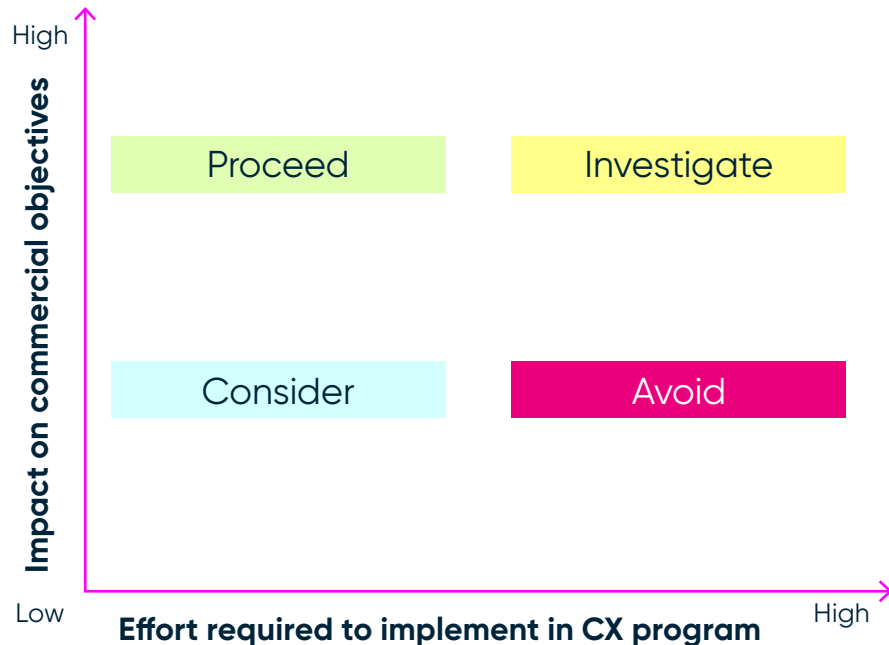 High
Impact on commercial objectives
Proceed
Investigate
Consider
Avoid
Low
High
Effort required to implement in CX program